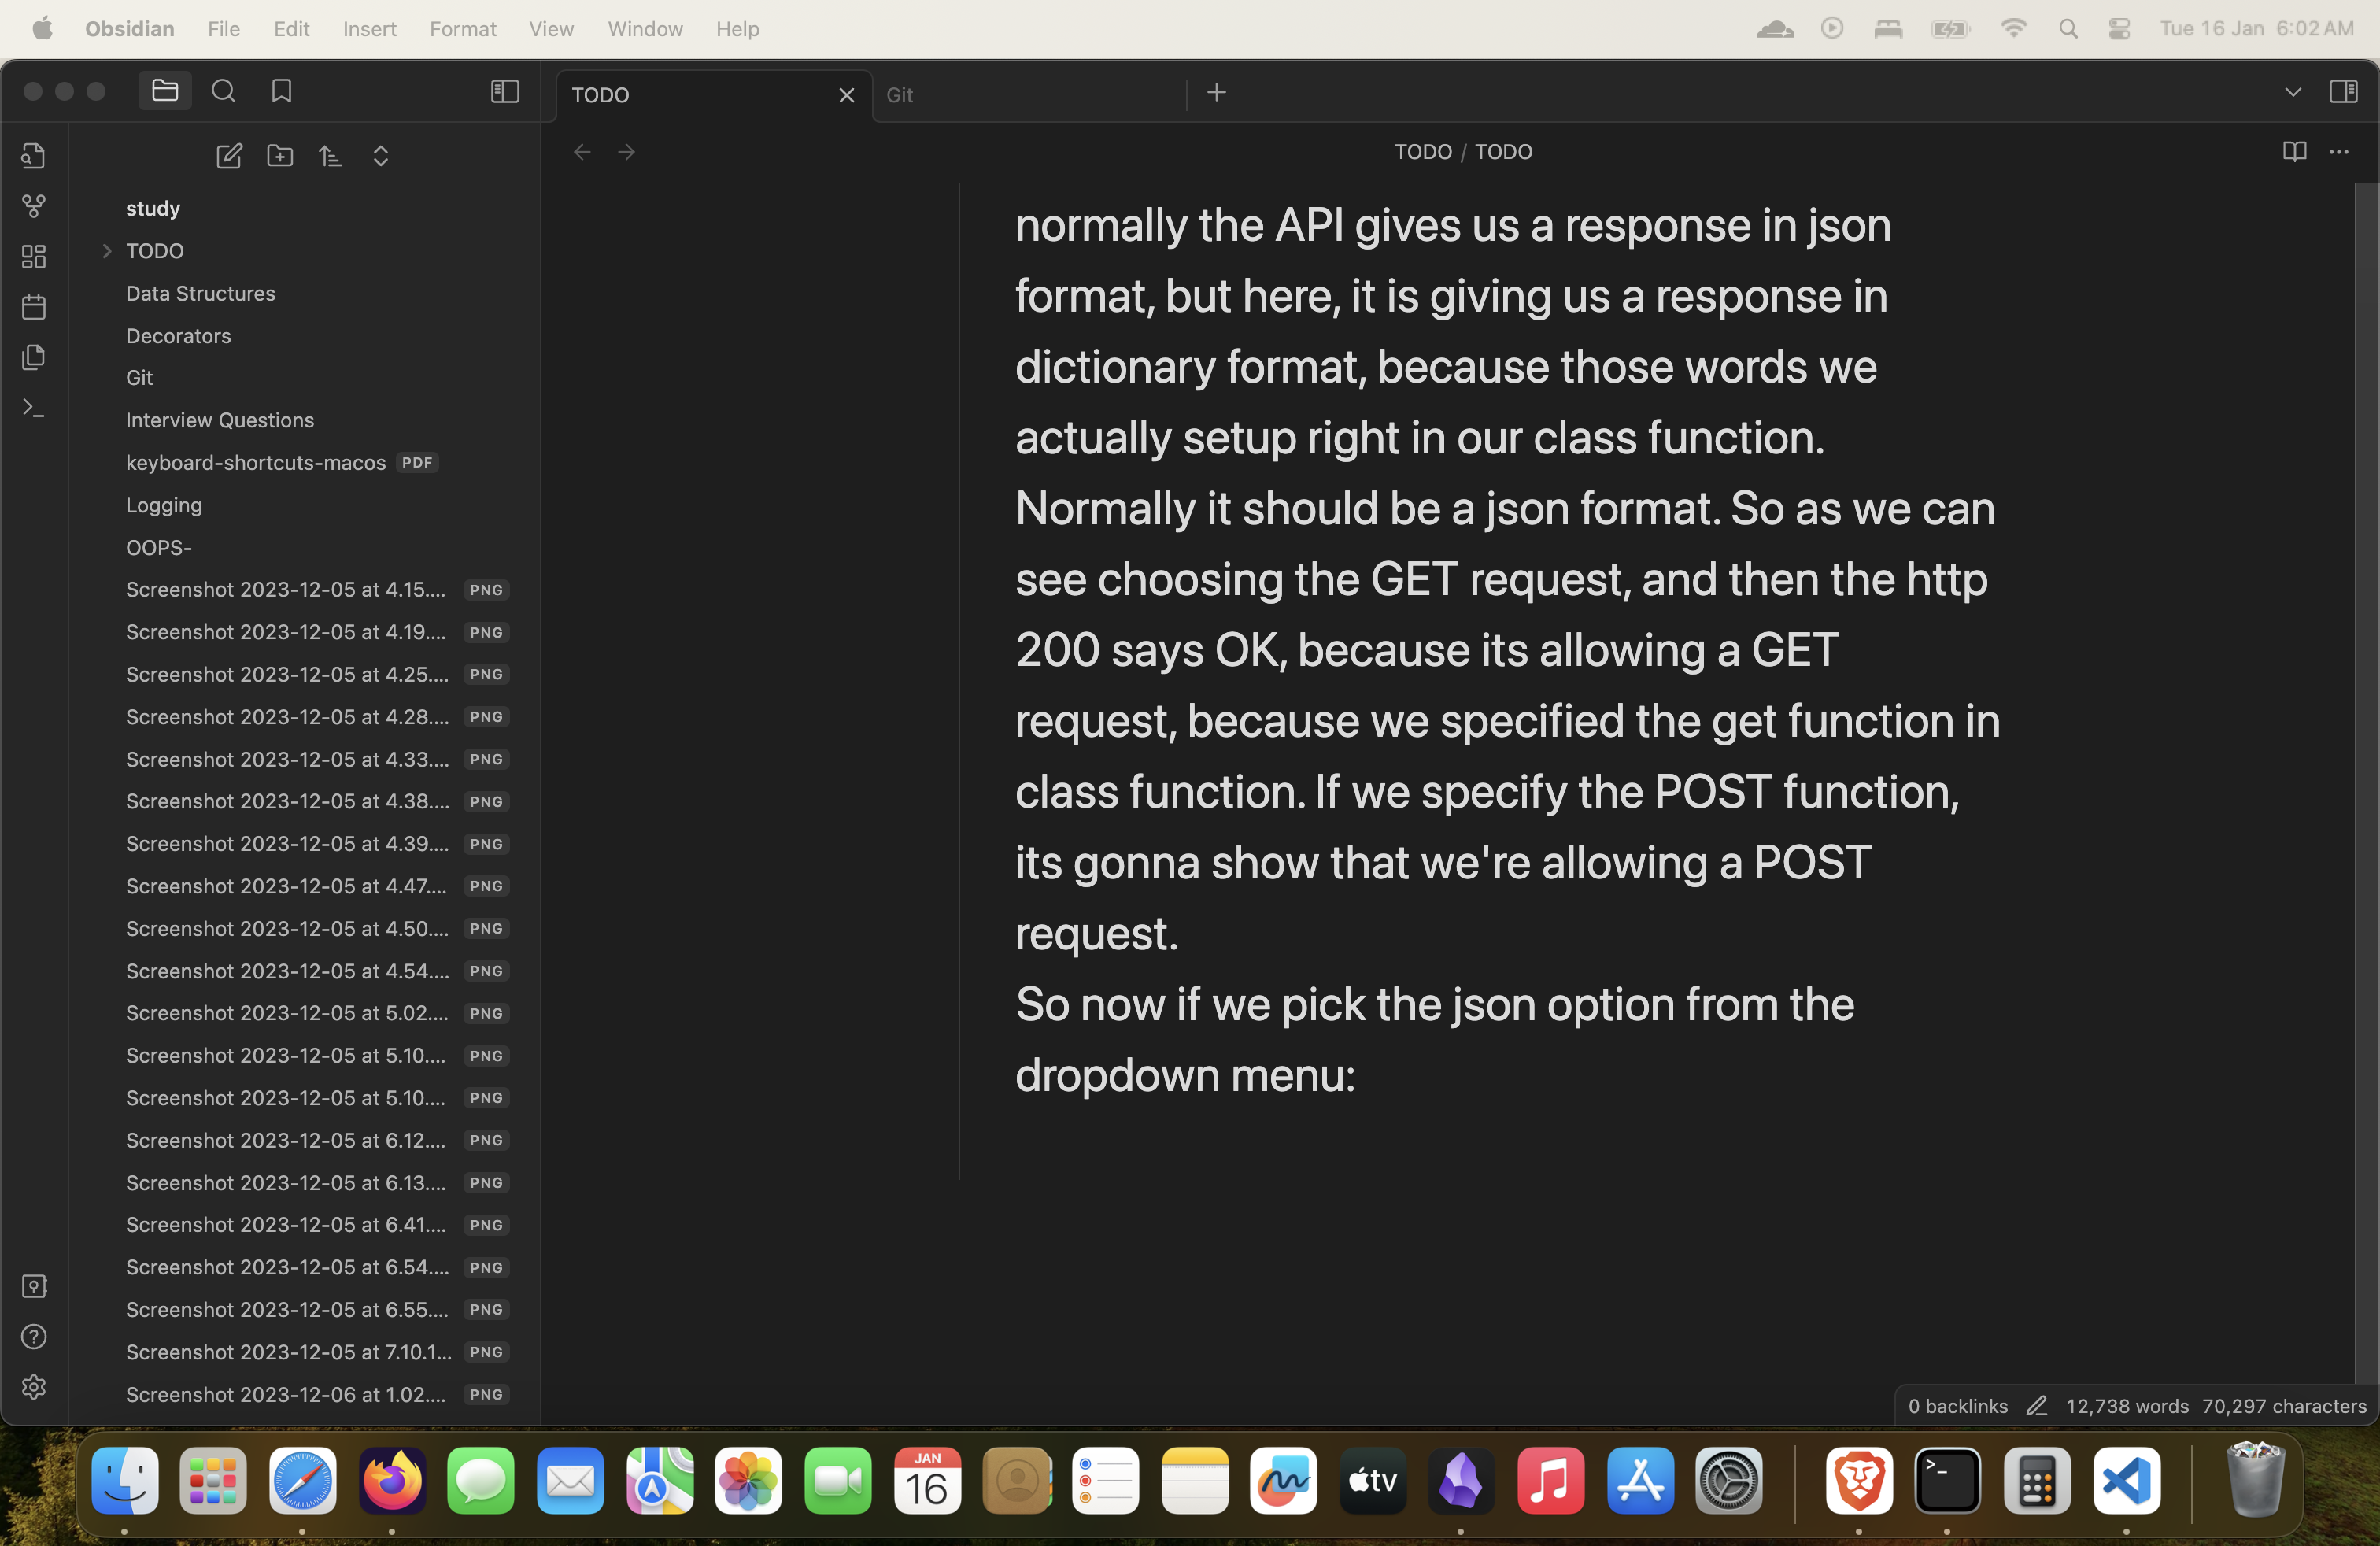 Obsidian File Edit Insert Format View Window Help Tue 16 Jan 6:02 AM
TODO Git
TODO / TODO
study
TODO
Data Structures
Decorators
Git
Interview Questions
keyboard-shortcuts-macos PDF
Logging
OOPS-
Screenshot 2023-12-05 at 4.15.... PNG
Screenshot 2023-12-05 at 4.19.... PNG
Screenshot 2023-12-05 at 4.25.... PNG
Screenshot 2023-12-05 at 4.28.... PNG
Screenshot 2023-12-05 at 4.33.... PNG
Screenshot 2023-12-05 at 4.38.... PNG
Screenshot 2023-12-05 at 4.39.... PNG
Screenshot 2023-12-05 at 4.47.... PNG
Screenshot 2023-12-05 at 4.50.... PNG
Screenshot 2023-12-05 at 4.54.... PNG
Screenshot 2023-12-05 at 5.02.... PNG
Screenshot 2023-12-05 at 5.10.... PNG
Screenshot 2023-12-05 at 5.10.... PNG
Screenshot 2023-12-05 at 6.12.... PNG
Screenshot 2023-12-05 at 6.13.... PNG
Screenshot 2023-12-05 at 6.41.... PNG
Screenshot 2023-12-05 at 6.54.... PNG
Screenshot 2023-12-05 at 6.55.... PNG
Screenshot 2023-12-05 at 7.10.1... PNG
Screenshot 2023-12-06 at 1.02.... PNG
normally the API gives us a response in json
format, but here, it is giving us a response in
dictionary format, because those words we
actually setup right in our class function.
Normally it should be a json format. So as we can
see choosing the GET request, and then the http
200 says OK, because its allowing a GET
request, because we specified the get function in
class function. If we specify the POST function,
its gonna show that we're allowing a POST
request.
So now if we pick the json option from the
dropdown menu:
0 backlinks 12,738 words 70,297 characters
JAN
16
tv